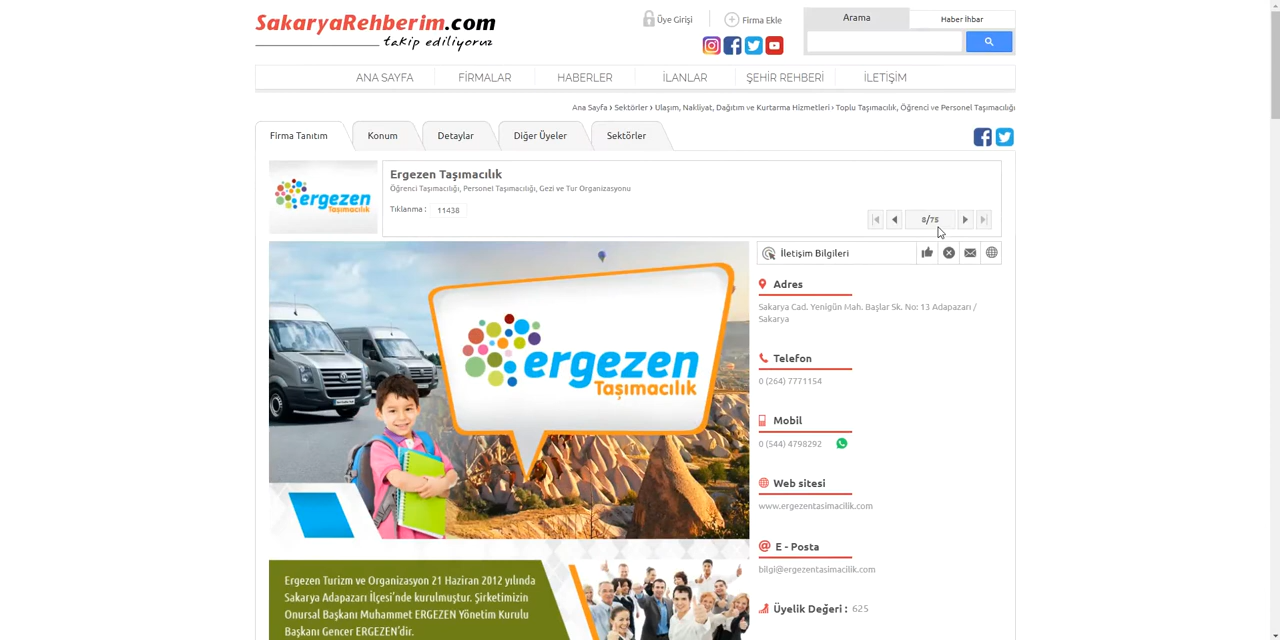 SakaryaRehberim.com
takip ediliyoruz
Üye Girişi
Firma Ekle
Arama
Haber İhbar
ANA SAYFA
FİRMALAR
HABERLER
İLANLAR
ŞEHİR REHBERİ
İLETİŞİM
Ana Sayfa › Sektörler › Ulaşım, Nakliyat, Dağıtım ve Kurtarma Hizmetleri › Toplu Taşımacılık, Öğrenci ve Personel Taşımacılığı
Firma Tanıtım
Konum
Detaylar
Diğer Üyeler
Sektörler
ergezen
Taşımacılık
Ergezen Taşımacılık
Öğrenci Taşımacılığı, Personel Taşımacılığı, Gezi ve Tur Organizasyonu
Tıklanma : 11438
8/75
ergezen
Taşımacılık
İletişim Bilgileri
Adres
Sakarya Cad. Yenigün Mah. Başlar Sk. No: 13 Adapazarı /
Sakarya
Telefon
0 (264) 7771154
Mobil
0 (544) 4798292
Web sitesi
www.ergezentasimacilik.com
E - Posta
bilgi@ergezentasimacilik.com
Üyelik Değeri : 625
Ergezen Turizm ve Organizasyon 21 Haziran 2012 yılında
Sakarya Adapazarı İlçesi'nde kurulmuştur. Şirketimizin
Onursal Başkanı Muhammet ERGEZEN Yönetim Kurulu
Başkanı Gencer ERGEZEN'dir.